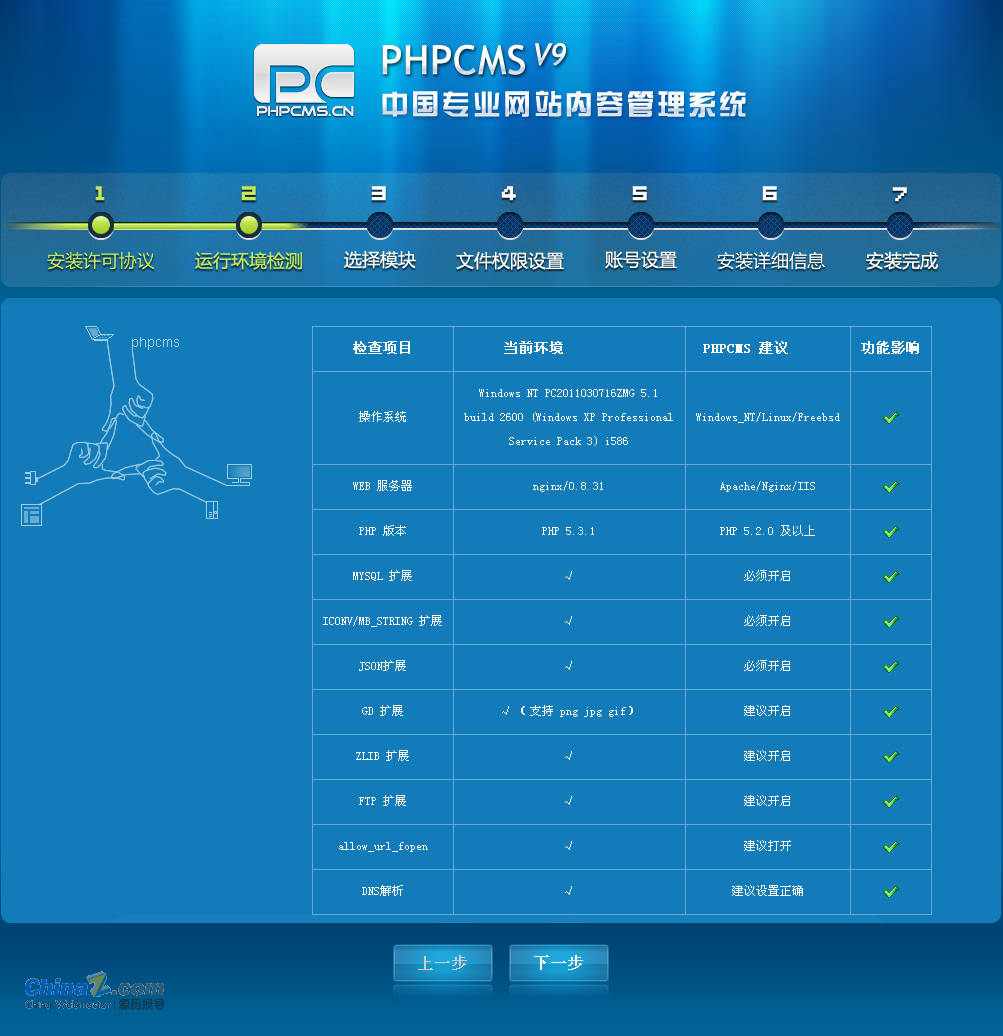 PHPCMS V9
PHPCMS.CN
中国专业网站内容管理系统
1 2 3 4 5 6 7
安装许可协议 运行环境检测 选择模块 文件权限设置 账号设置 安装详细信息 安装完成
phpcms
检查项目 当前环境 PHPCMS 建议 功能影响
操作系统 Windows NT PC2011030716ZMG 5.1 build 2600 (Windows XP Professional Service Pack 3) i586 Windows_NT/Linux/Freebsd
WEB 服务器 nginx/0.8.31 Apache/Nginx/IIS
PHP 版本 PHP 5.3.1 PHP 5.2.0 及以上
MYSQL 扩展 √ 必须开启
ICONV/MB_STRING 扩展 √ 必须开启
JSON扩展 √ 必须开启
GD 扩展 √ (支持 png jpg gif) 建议开启
ZLIB 扩展 √ 建议开启
FTP 扩展 √ 建议开启
allow_url_fopen √ 建议打开
DNS解析 √ 建议设置正确
上一步 下一步
ChinaZ.com
China Webmaster | 源码报导